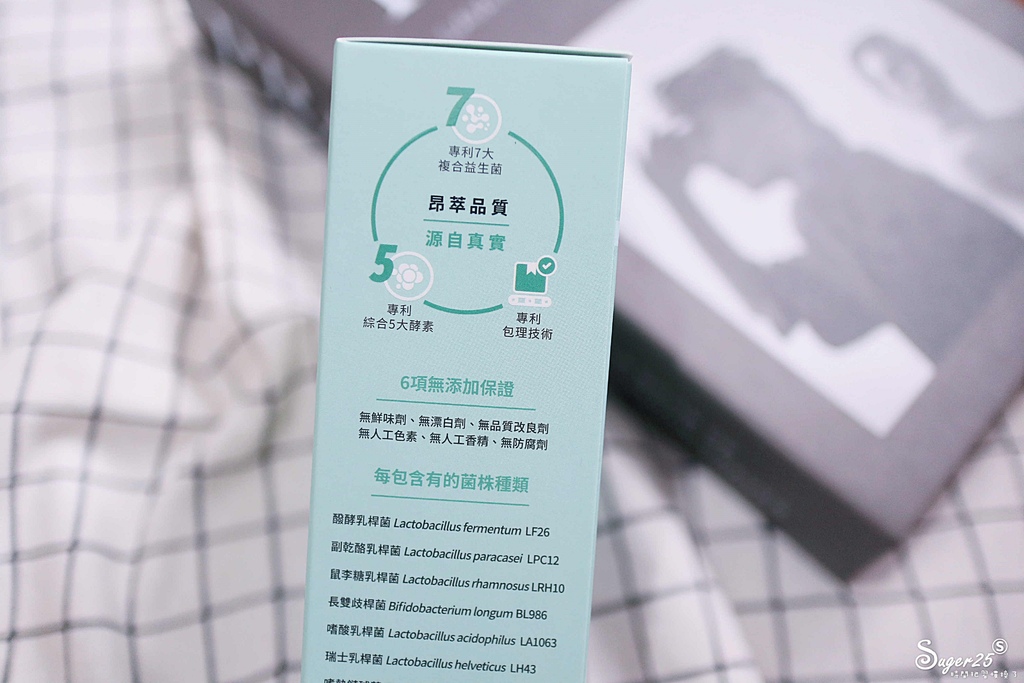 7
專利7大
複合益生菌
昂萃品質
源自真實
5
專利
綜合5大酵素
專利
包理技術
6項無添加保證
無鮮味劑、無漂白劑、無品質改良劑
無人工色素、無人工香精、無防腐劑
每包含有的菌株種類
醱酵乳桿菌 Lactobacillus fermentum LF26
副乾酪乳桿菌 Lactobacillus paracasei LPC12
鼠李糖乳桿菌 Lactobacillus rhamnosus LRH10
長雙歧桿菌 Bifidobacterium longum BL986
嗜酸乳桿菌 Lactobacillus acidophilus LA1063
瑞士乳桿菌 Lactobacillus helveticus LH43
Suger25
S